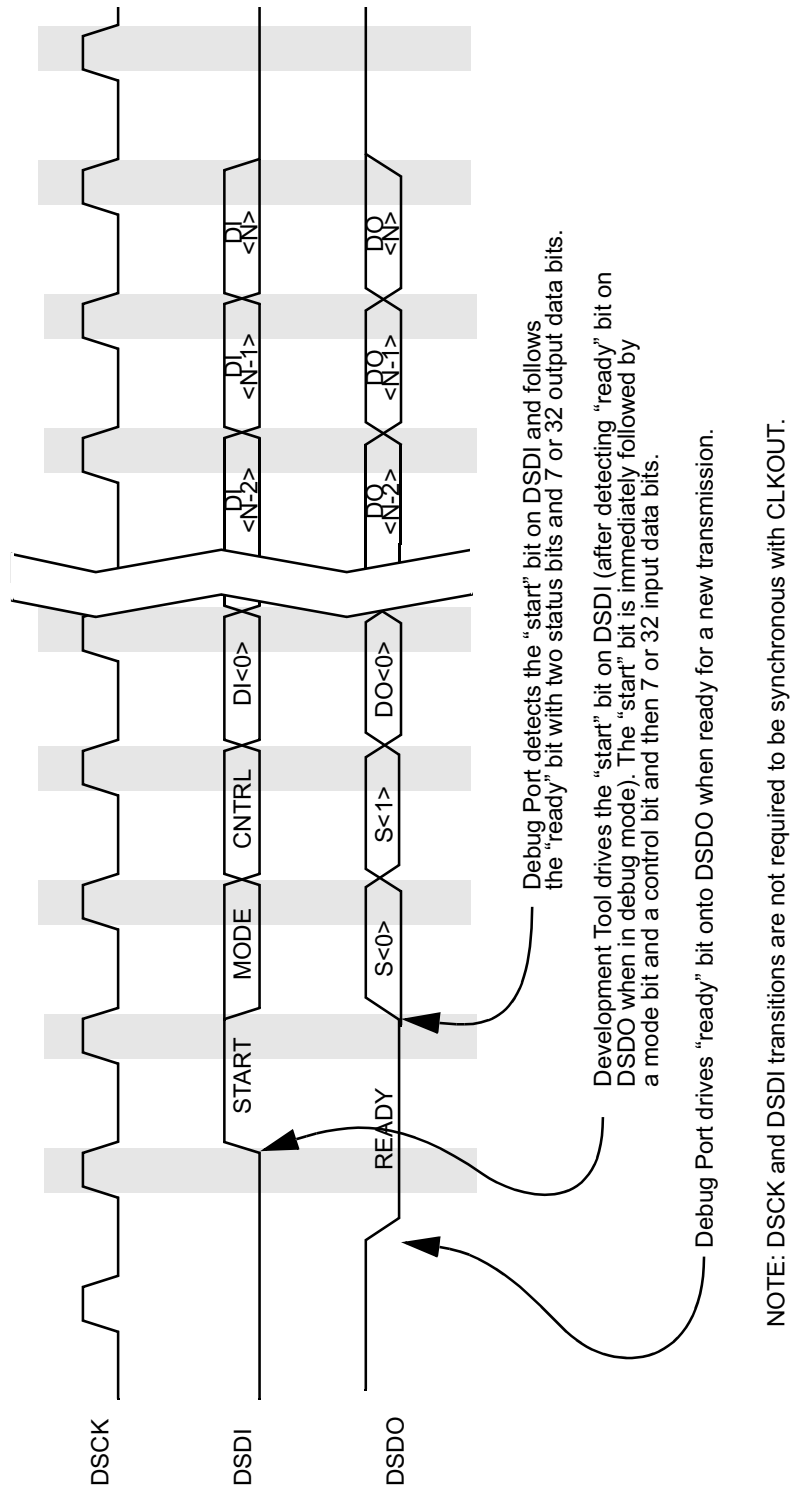 DSCK
DSDI
START
MODE
CNTRL
DI<0>
DI
<N-2>
DI
<N-1>
DI
<N>
DSDO
READY
S<0>
S<1>
DO<0>
DO
<N-2>
DO
<N-1>
DO
<N>
Debug Port detects the “start” bit on DSDI and follows
the “ready” bit with two status bits and 7 or 32 output data bits.
Development Tool drives the “start” bit on DSDI (after detecting “ready” bit on
DSDO when in debug mode). The “start” bit is immediately followed by
a mode bit and a control bit and then 7 or 32 input data bits.
Debug Port drives “ready” bit onto DSDO when ready for a new transmission.
NOTE: DSCK and DSDI transitions are not required to be synchronous with CLKOUT.